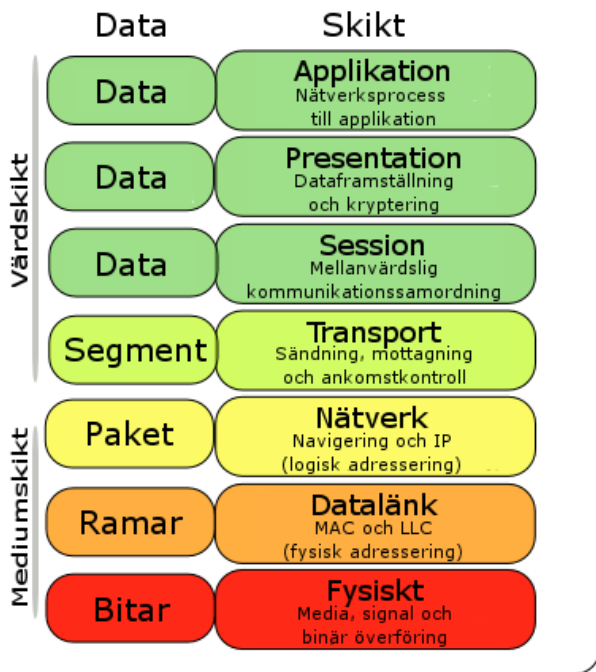 Data Skikt
Värdskikt
Data
Applikation
Nätverksprocess
till applikation
Data
Presentation
Dataframställning
och kryptering
Data
Session
Mellanvärdslig
kommunikationssamordning
Segment
Transport
Sändning, mottagning
och ankomstkontroll
Mediumskikt
Paket
Nätverk
Navigering och IP
(logisk adressering)
Ramar
Datalänk
MAC och LLC
(fysisk adressering)
Bitar
Fysiskt
Media, signal och
binär överföring